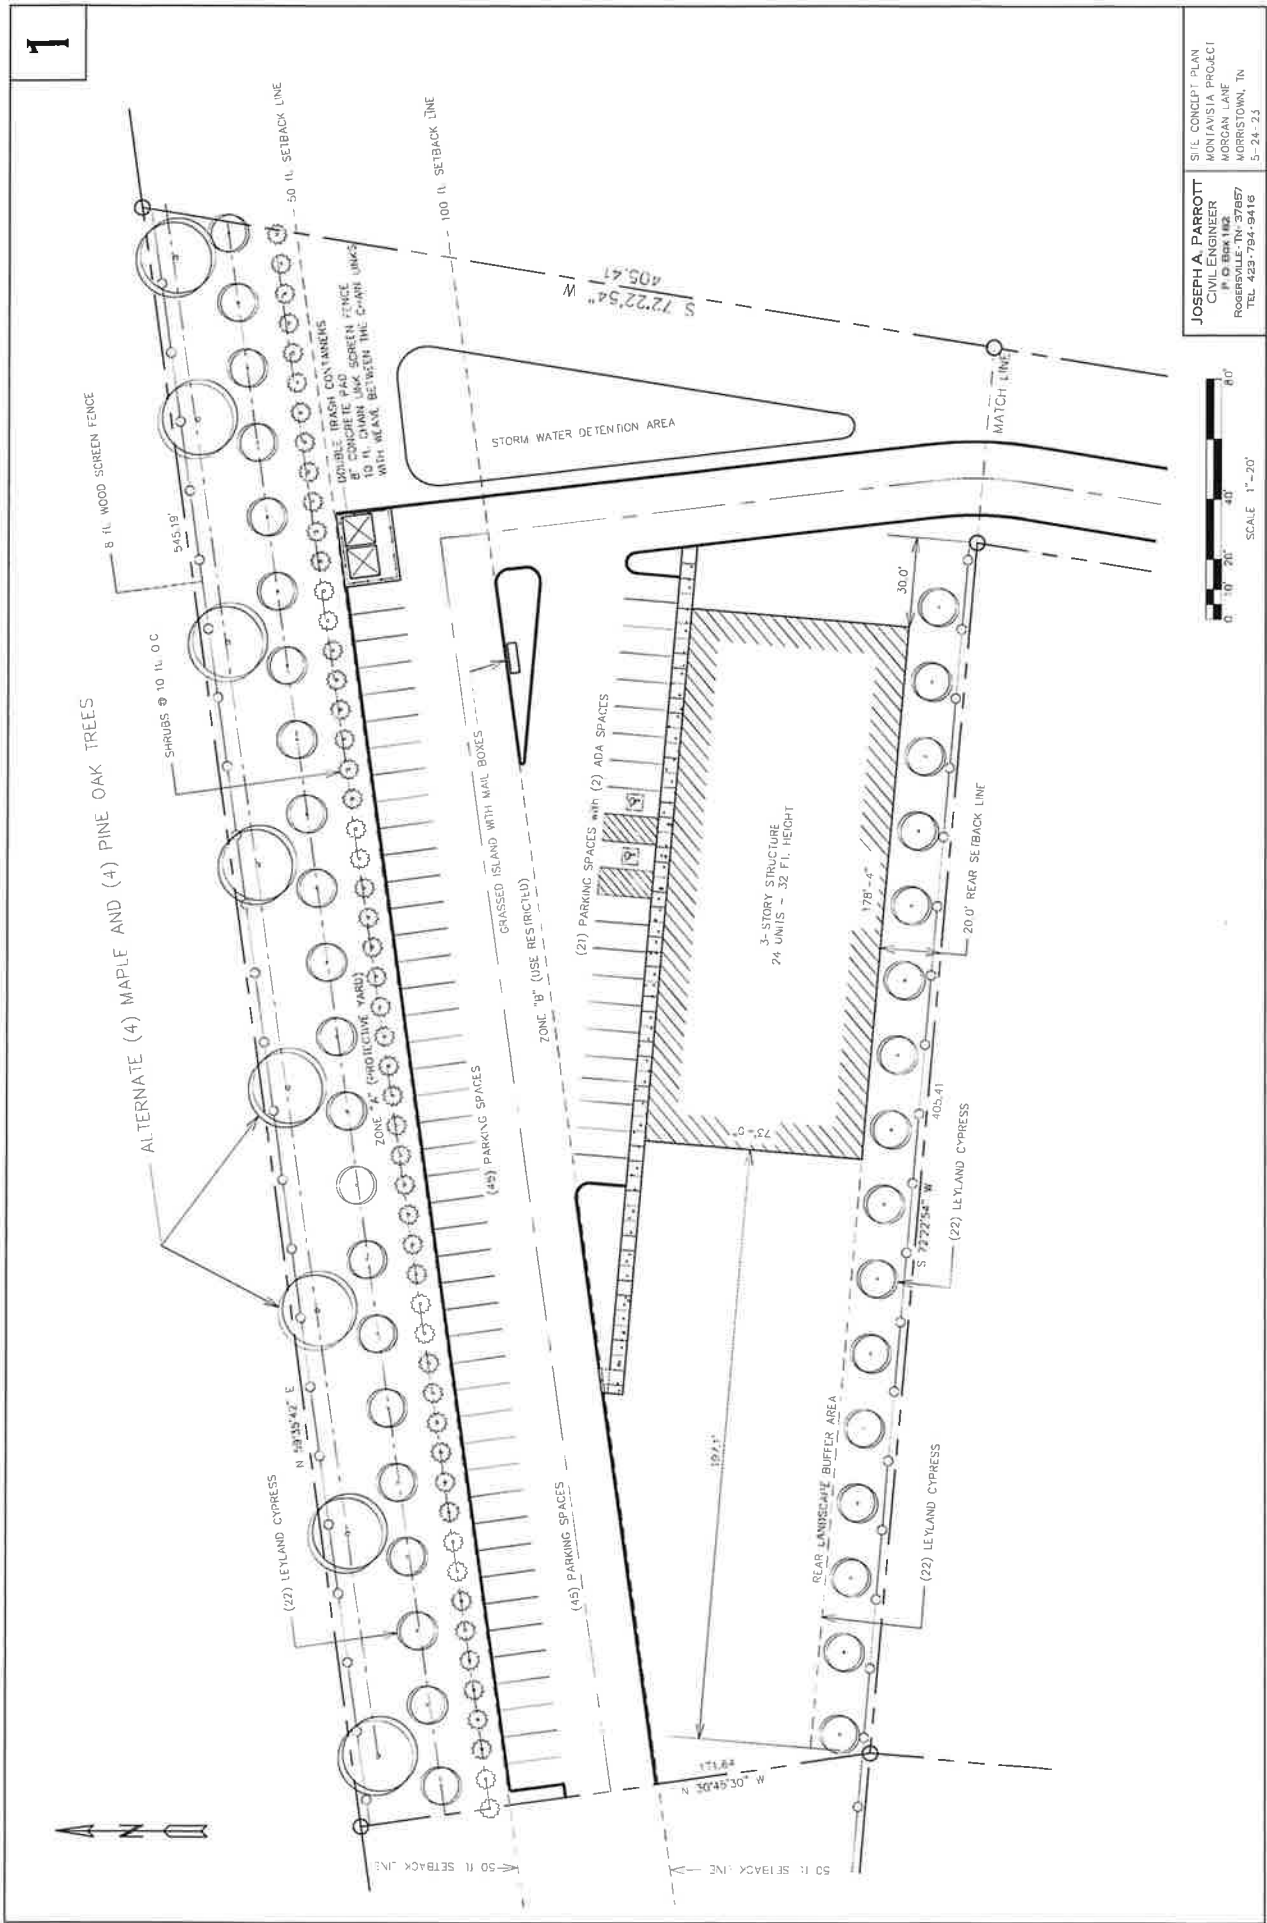 1
50 ft. SETBACK LINE
100 ft. SETBACK LINE
8 ft. WOOD SCREEN FENCE
545.19'
SHRUBS @ 10 ft. O C
ALTERNATE (4) MAPLE AND (4) PINE OAK TREES
DOUBLE TRASH CONTAINERS
8" CONCRETE PAD
10 ft. CHAIN LINK SCREEN FENCE
WITH WEAVE BETWEEN THE CHAIN LINKS
S 72°22'54" W
405.41
STORM WATER DETENTION AREA
MATCH LINE
GRASSED ISLAND WITH MAIL BOXES
ZONE "B" (USE RESTRICTED)
(21) PARKING SPACES with (2) ADA SPACES
ZONE "A" (PROTECTIVE YARD)
(45) PARKING SPACES
3-STORY STRUCTURE
24 UNITS - 32 FT. HEIGHT
178'-4"
73'-0"
30.0'
20.0' REAR SETBACK LINE
405.41
S 72°22'54" W
(22) LEYLAND CYPRESS
N 59°35'42" E
(22) LEYLAND CYPRESS
(45) PARKING SPACES
REAR LANDSCAPE BUFFER AREA
(22) LEYLAND CYPRESS
171.64
N 30°45'30" W
50 ft SETBACK LINE
50 ft SETBACK LINE
N
0 10' 20' 40' 80'
SCALE 1"-20'
JOSEPH A. PARROTT
CIVIL ENGINEER
P. O. Box 182
ROGERSVILLE - TN - 37857
TEL 423-794-9416
SITE CONCEPT PLAN
MONTAVISTA PROJECT
MORGAN LANE
MORRISTOWN, TN
5-24-23